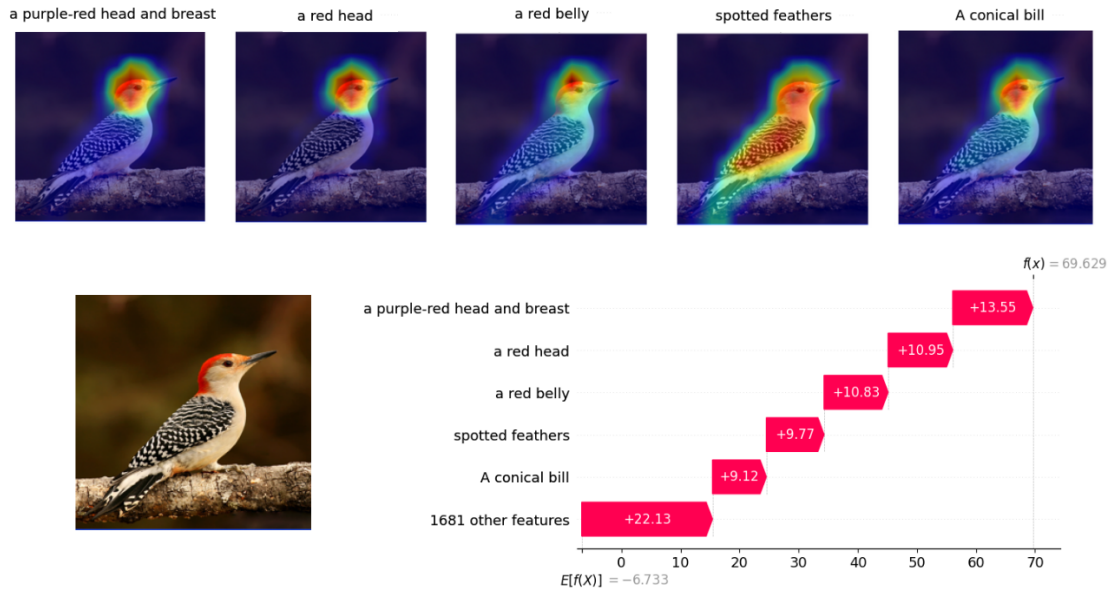 a purple-red head and breast
a red head
a red belly
spotted feathers
A conical bill
f(x) = 69.629
a purple-red head and breast
+13.55
a red head
+10.95
a red belly
+10.83
spotted feathers
+9.77
A conical bill
+9.12
1681 other features
+22.13
0 10 20 30 40 50 60 70
E[f(X)] = −6.733